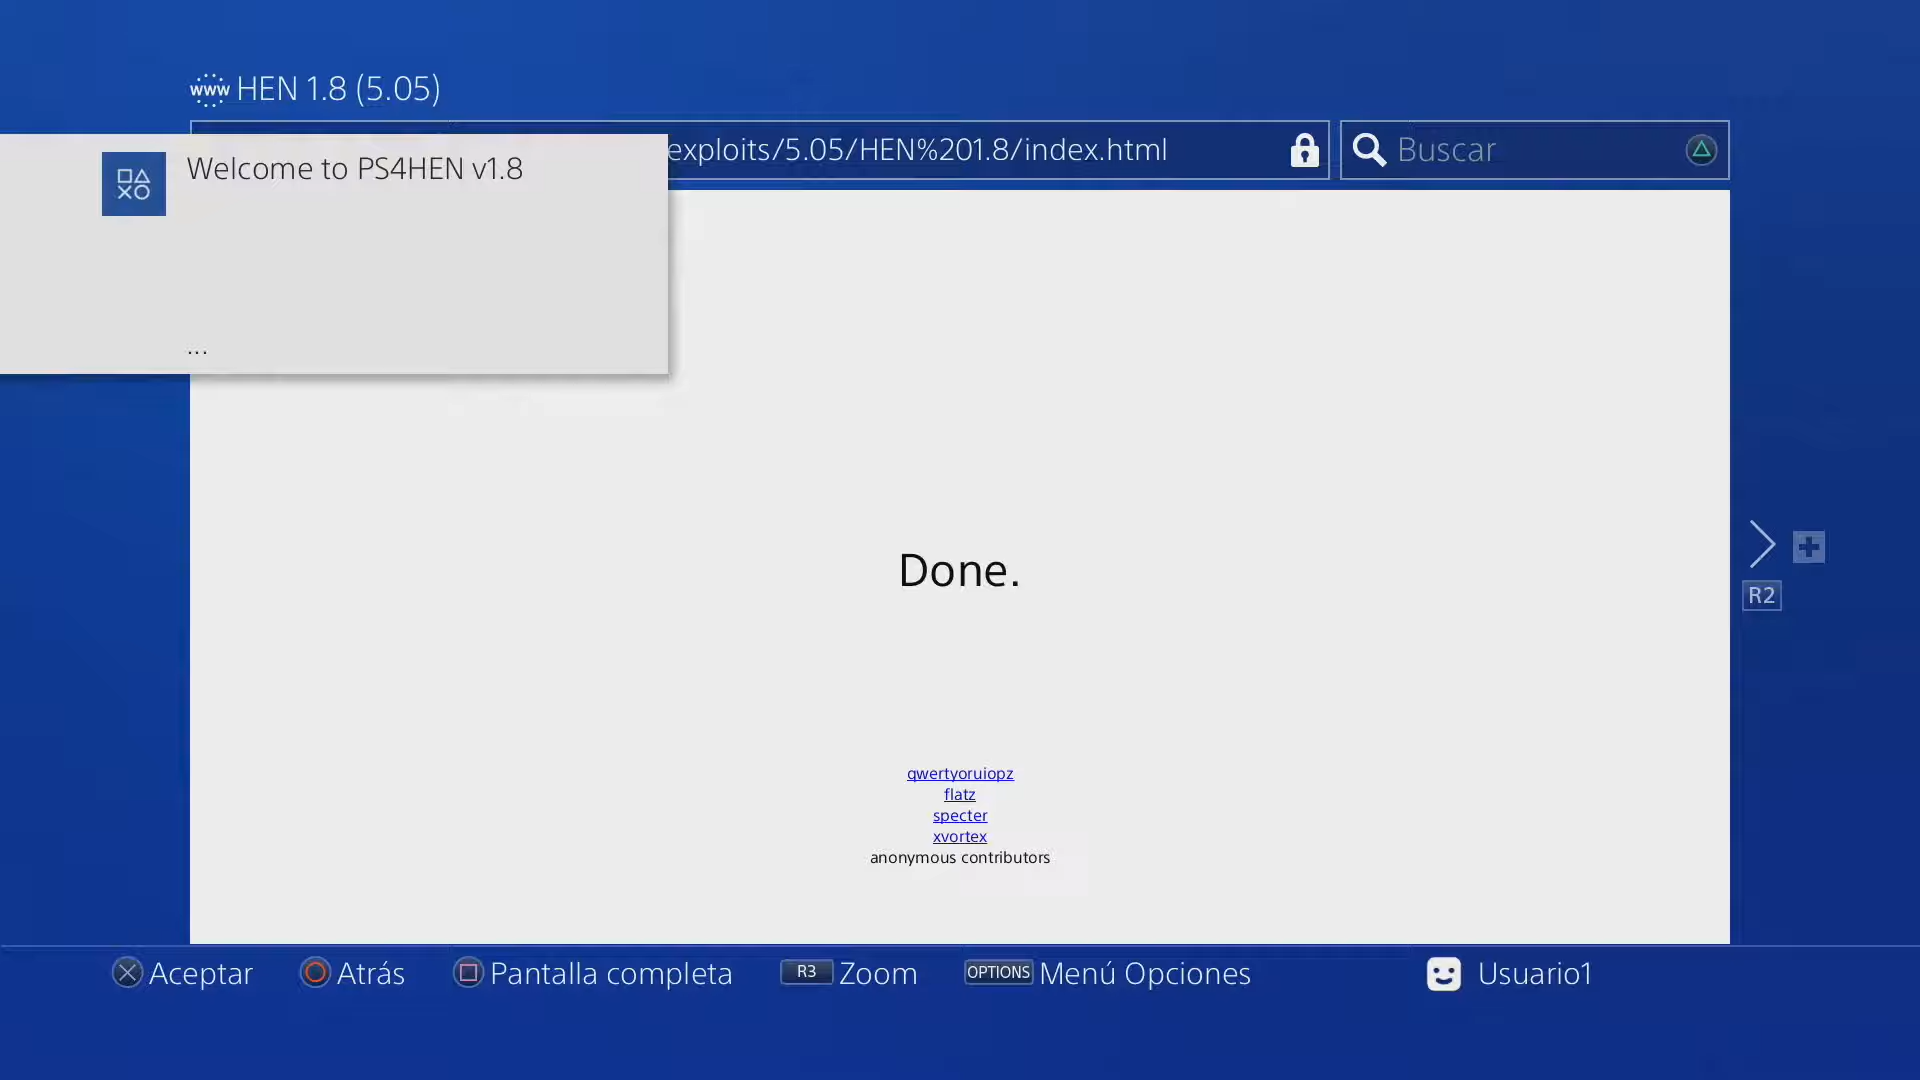 www HEN 1.8 (5.05)
exploits/5.05/HEN%201.8/index.html
Buscar
Welcome to PS4HEN v1.8
...
Done.
R2
qwertyoruiopz
flatz
specter
xvortex
anonymous contributors
Aceptar Atrás Pantalla completa R3 Zoom OPTIONS Menú Opciones Usuario1